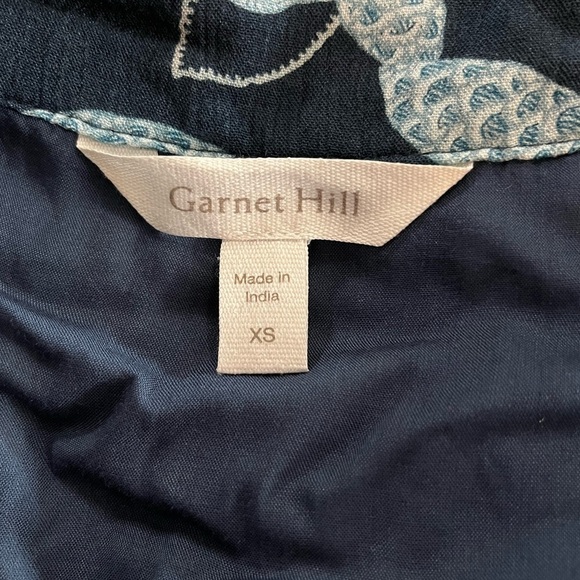 Garnet Hill
Made in
India
XS